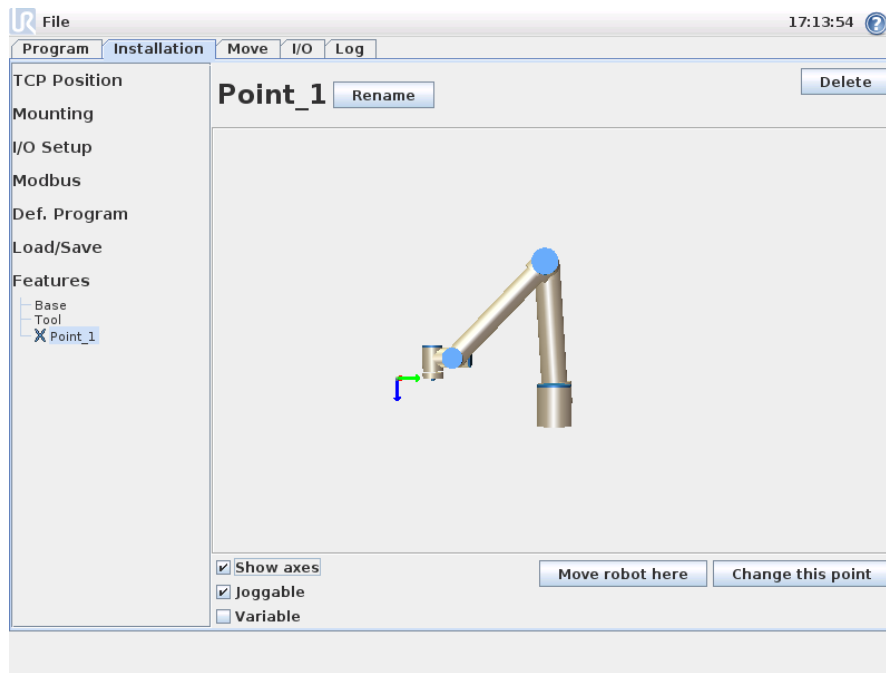 UR File 17:13:54 ?
Program Installation Move I/O Log
TCP Position
Mounting
I/O Setup
Modbus
Def. Program
Load/Save
Features
Base
Tool
Point_1
Point_1 Rename Delete
Show axes
Joggable
Variable
Move robot here Change this point